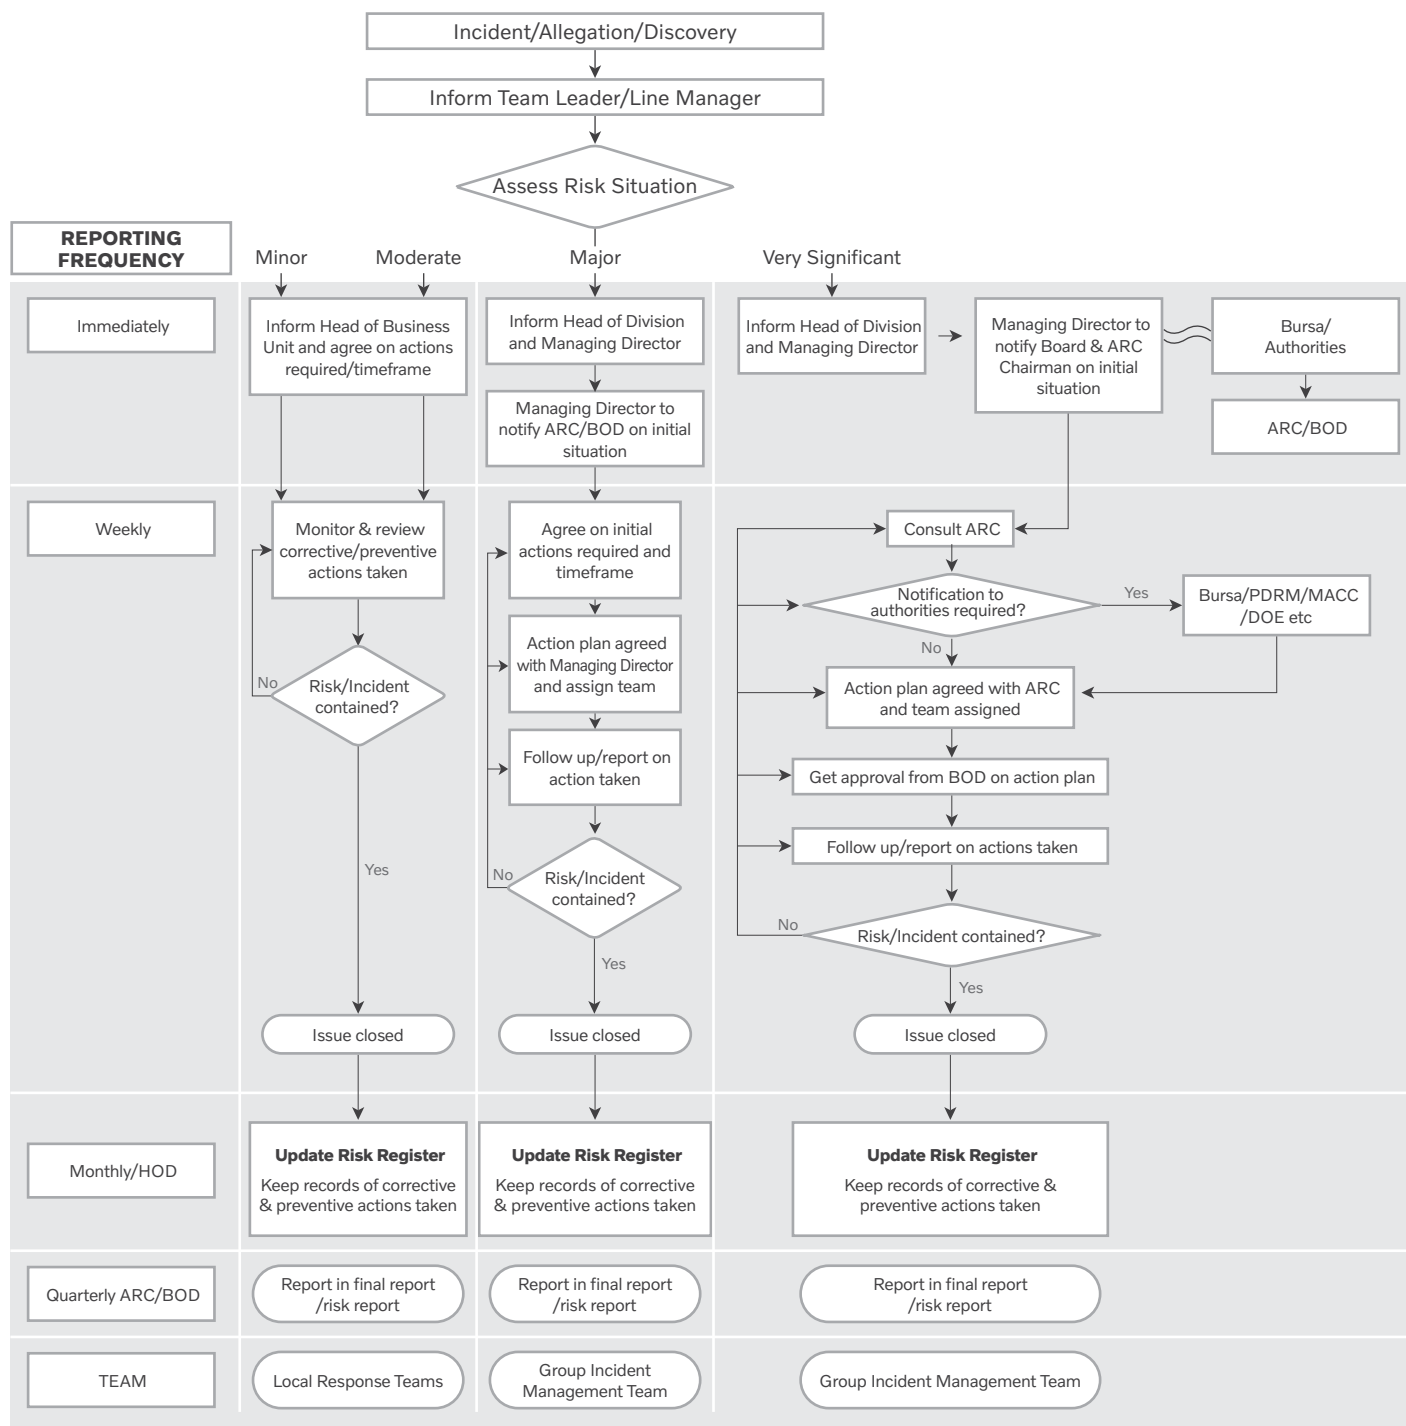 Incident/Allegation/Discovery
Inform Team Leader/Line Manager
Assess Risk Situation
REPORTING
FREQUENCY
Minor
Moderate
Major
Very Significant
Immediately
Inform Head of Business
Unit and agree on actions
required/timeframe
Inform Head of Division
and Managing Director
Managing Director to
notify ARC/BOD on initial
situation
Inform Head of Division
and Managing Director
Managing Director to
notify Board & ARC
Chairman on initial
situation
Bursa/
Authorities
ARC/BOD
Weekly
Monitor & review
corrective/preventive
actions taken
No
Risk/Incident
contained?
Yes
Issue closed
Agree on initial
actions required and
timeframe
Action plan agreed
with Managing Director
and assign team
Follow up/report on
action taken
No
Risk/Incident
contained?
Yes
Issue closed
Consult ARC
Notification to
authorities required?
Yes
Bursa/PDRM/MACC
/DOE etc
No
Action plan agreed with ARC
and team assigned
Get approval from BOD on action plan
Follow up/report on actions taken
No
Risk/Incident contained?
Yes
Issue closed
Monthly/HOD
Update Risk Register
Keep records of corrective
& preventive actions taken
Update Risk Register
Keep records of corrective
& preventive actions taken
Update Risk Register
Keep records of corrective &
preventive actions taken
Quarterly ARC/BOD
Report in final report
/risk report
Report in final report
/risk report
Report in final report
/risk report
TEAM
Local Response Teams
Group Incident
Management Team
Group Incident Management Team